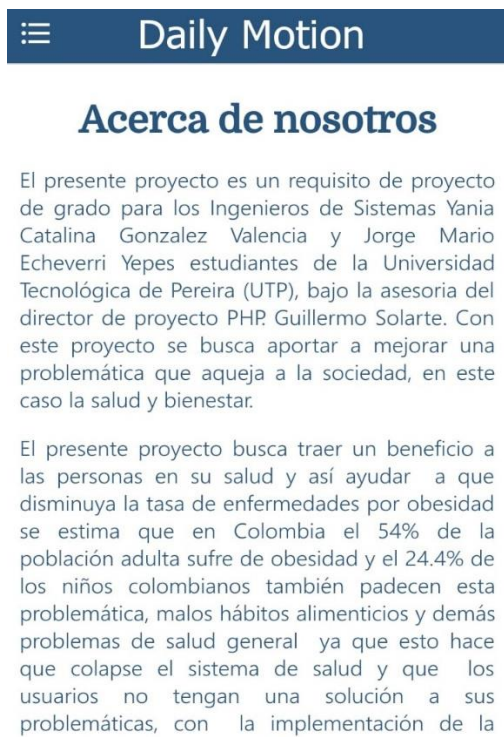 Daily Motion
Acerca de nosotros
El presente proyecto es un requisito de proyecto
de grado para los Ingenieros de Sistemas Yania
Catalina Gonzalez Valencia y Jorge Mario
Echeverri Yepes estudiantes de la Universidad
Tecnológica de Pereira (UTP), bajo la asesoria del
director de proyecto PHP. Guillermo Solarte. Con
este proyecto se busca aportar a mejorar una
problemática que aqueja a la sociedad, en este
caso la salud y bienestar.
El presente proyecto busca traer un beneficio a
las personas en su salud y así ayudar a que
disminuya la tasa de enfermedades por obesidad
se estima que en Colombia el 54% de la
población adulta sufre de obesidad y el 24.4% de
los niños colombianos también padecen esta
problemática, malos hábitos alimenticios y demás
problemas de salud general ya que esto hace
que colapse el sistema de salud y que los
usuarios no tengan una solución a sus
problemáticas, con la implementación de la